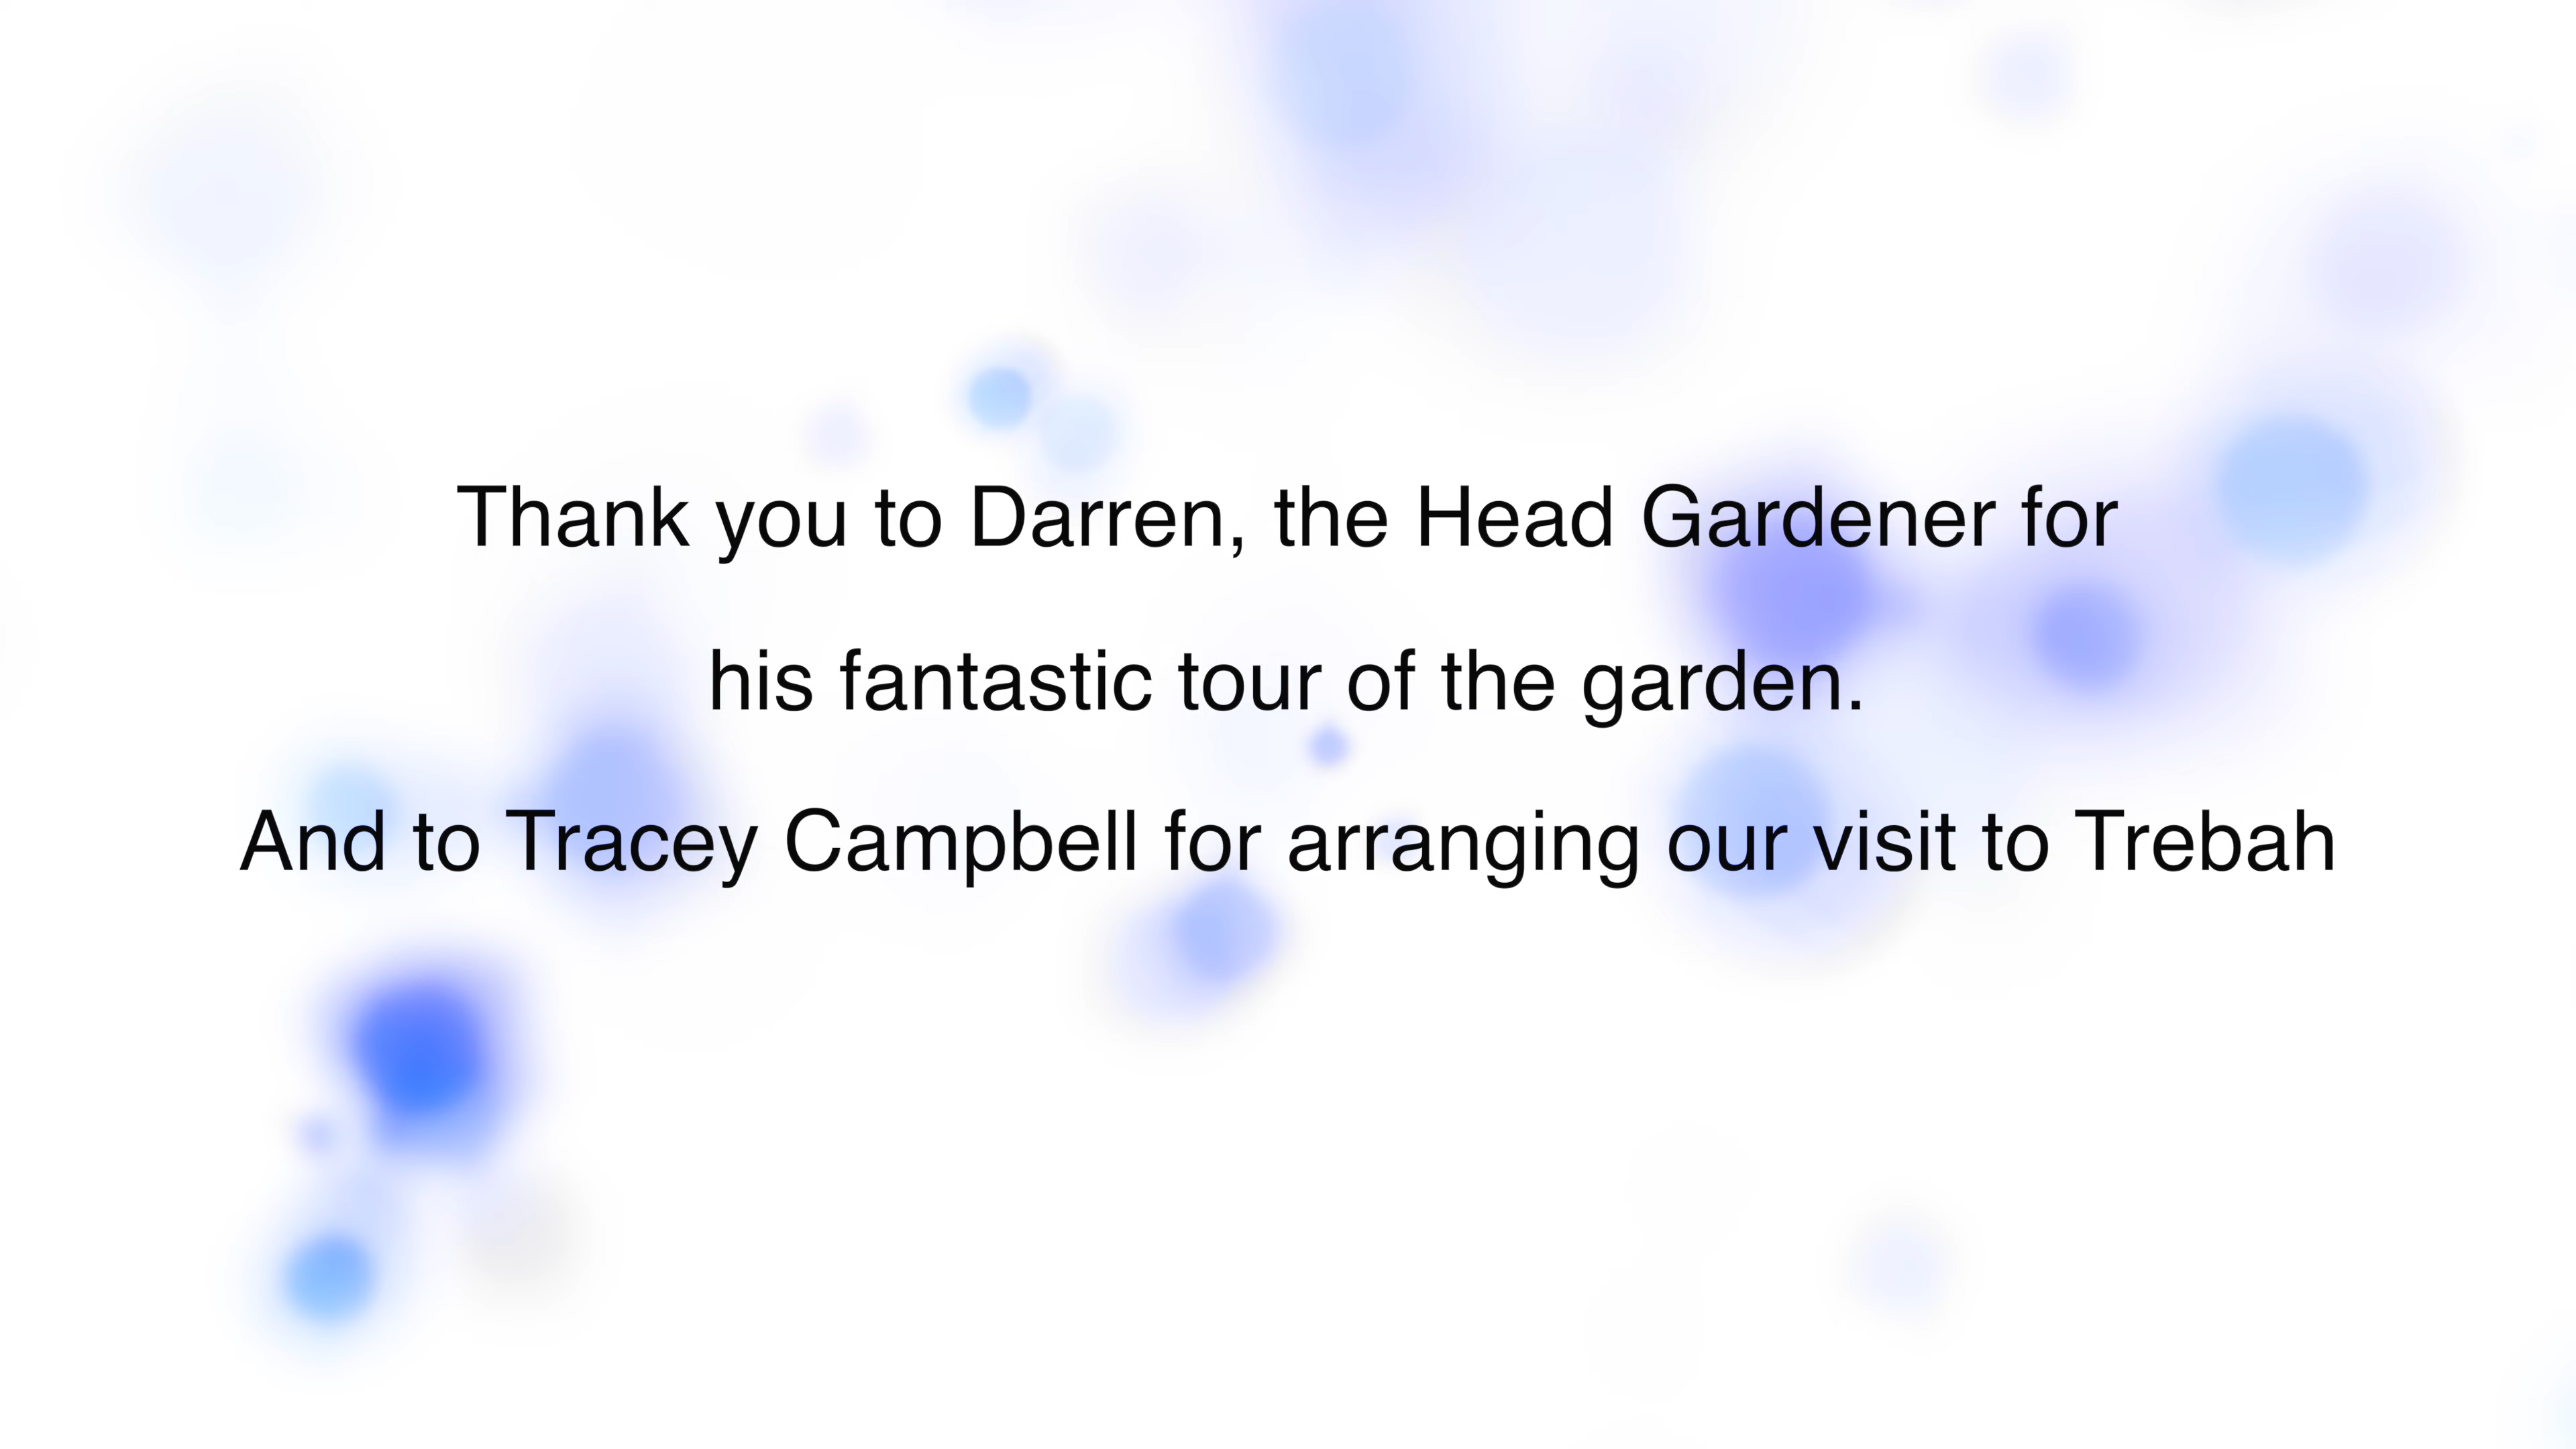 Thank you to Darren, the Head Gardener for
his fantastic tour of the garden.
And to Tracey Campbell for arranging our visit to Trebah